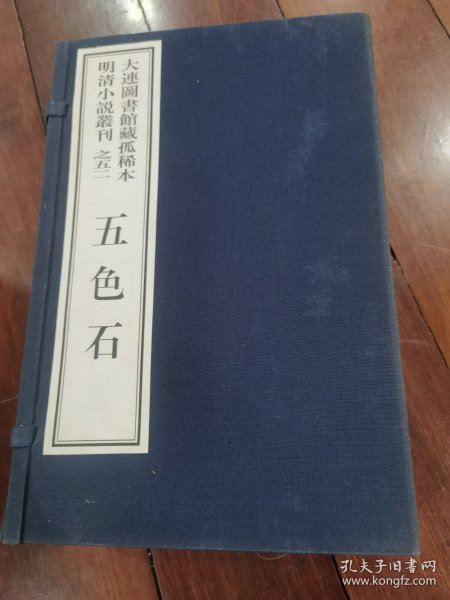 大連圖書館藏孤稀本
明清小説叢刊 之五二
五色石
孔夫子旧书网
www.kongfz.com